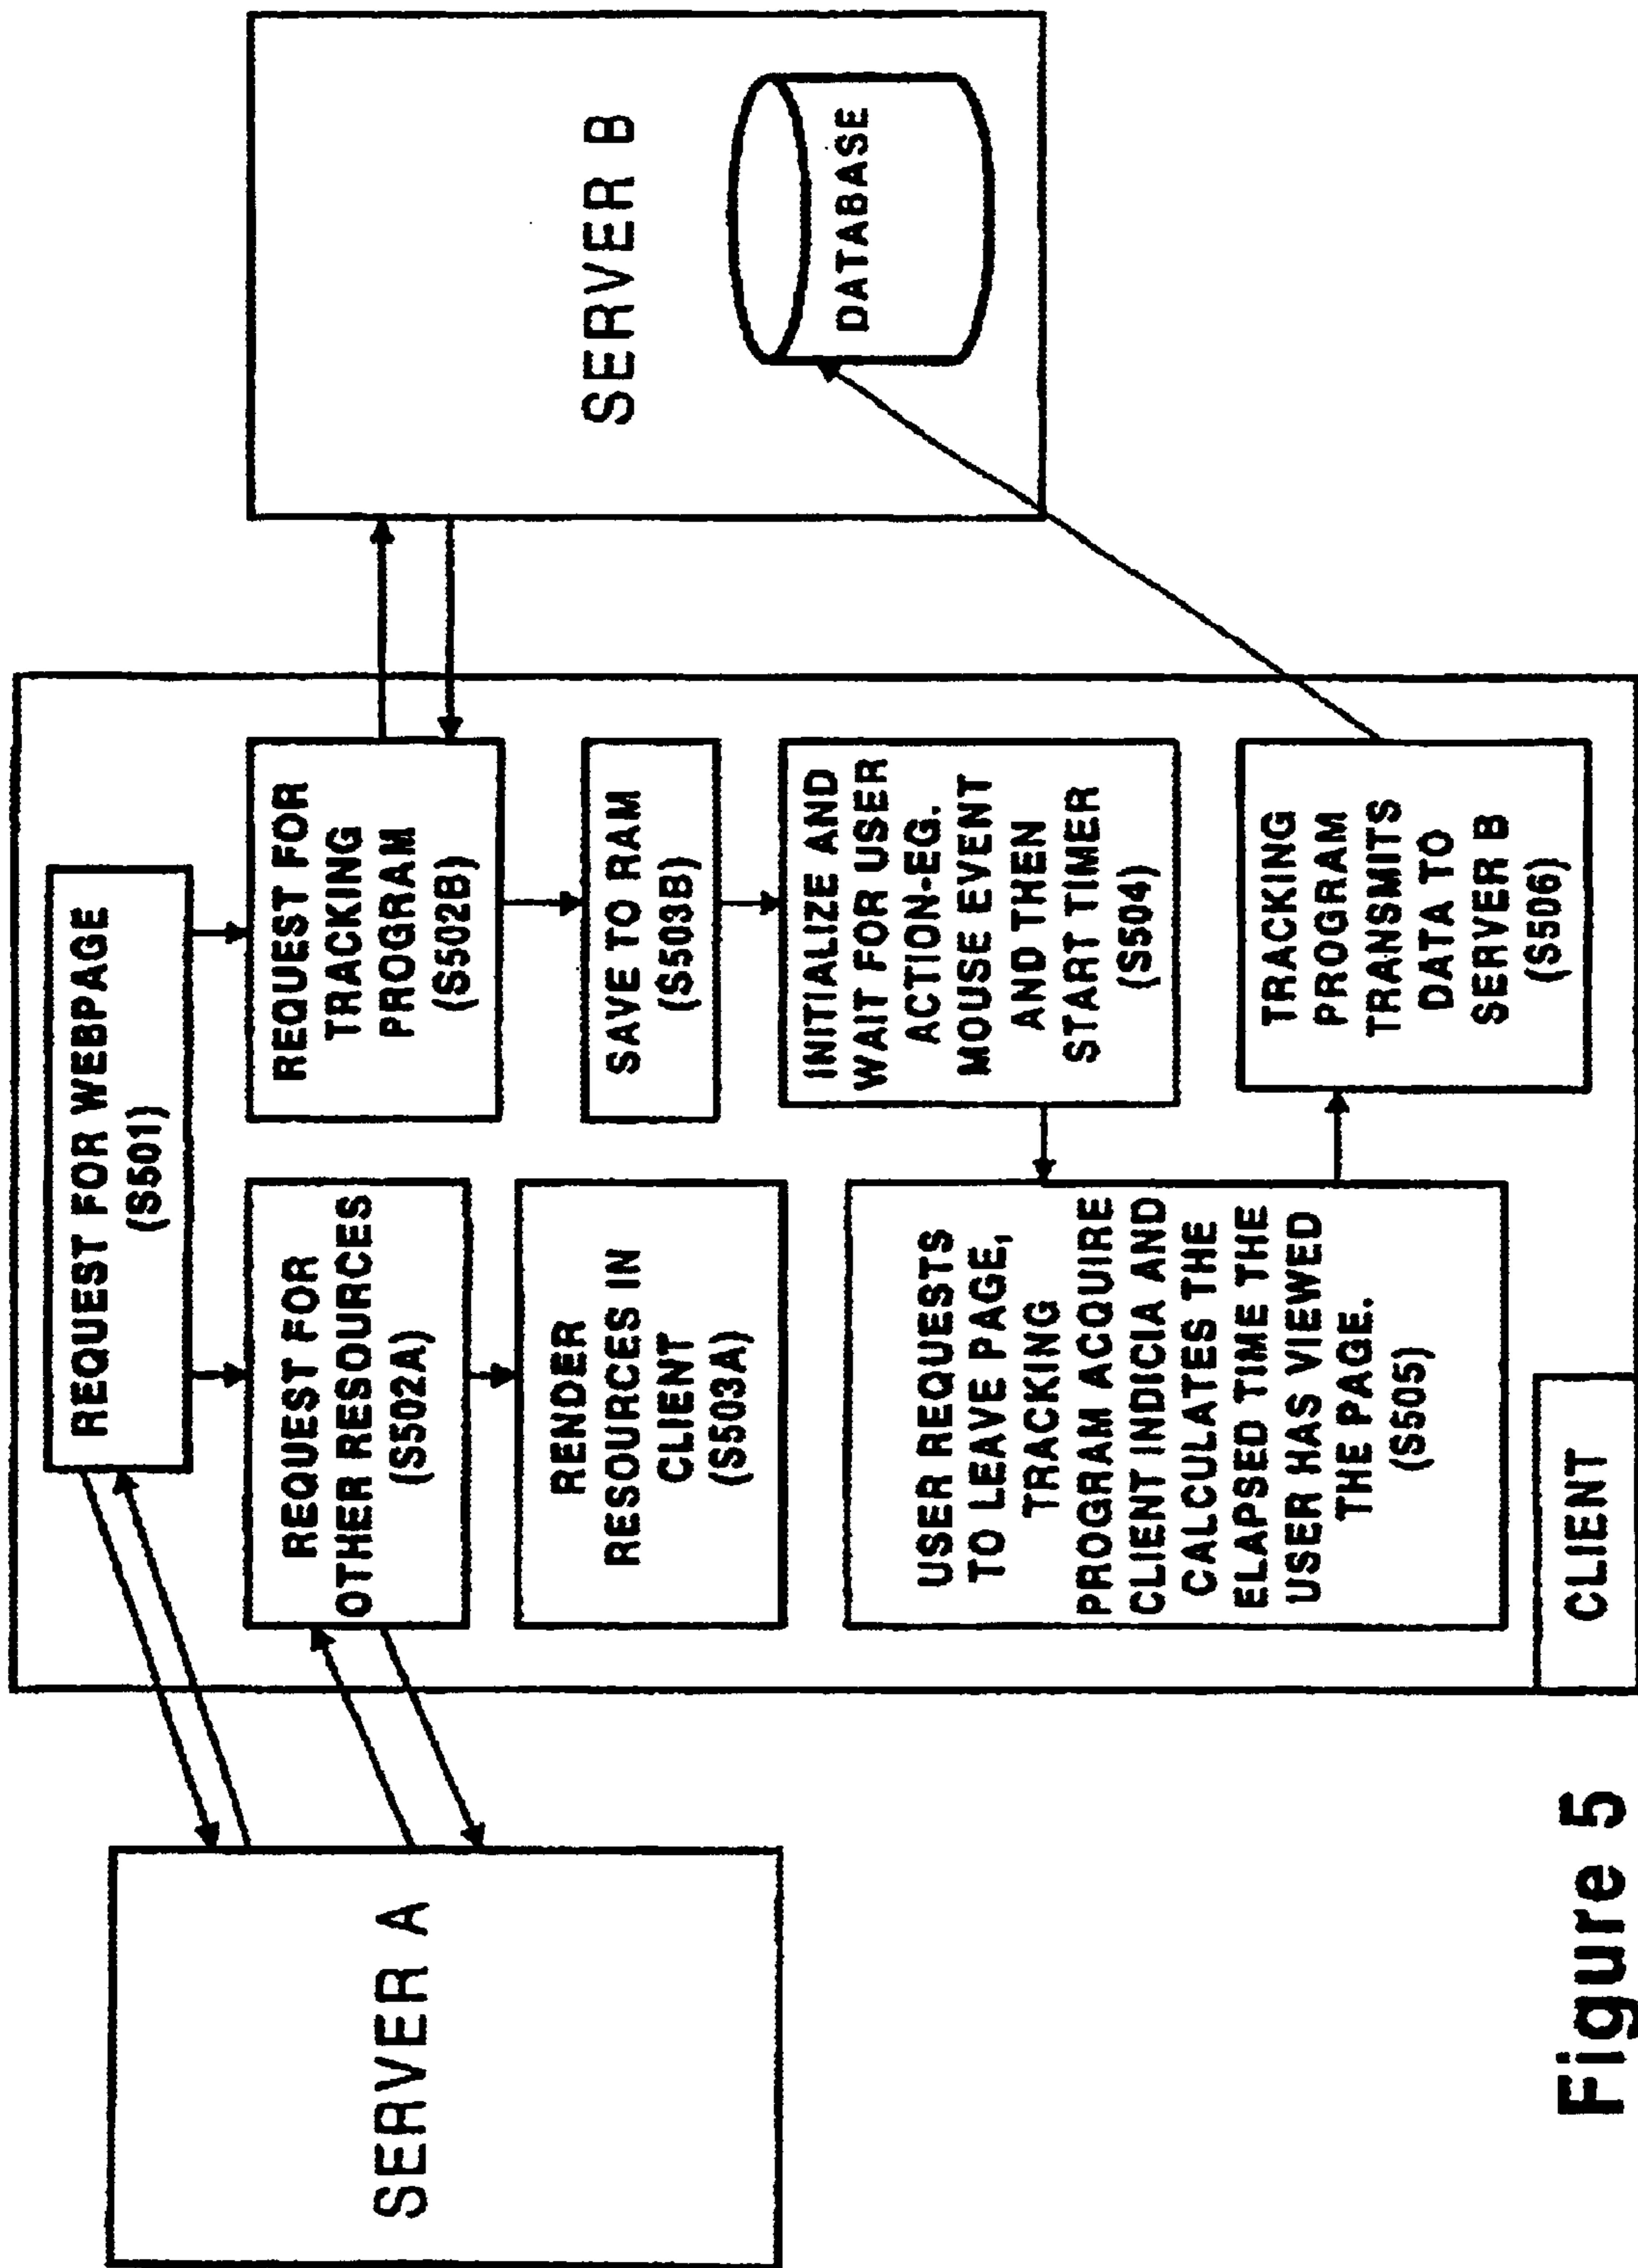 SERVER A
REQUEST FOR WEBPAGE
(S501)
REQUEST FOR
OTHER RESOURCES
(S502A)
RENDER
RESOURCES IN
CLIENT
(S503A)
REQUEST FOR
TRACKING
PROGRAM
(S502B)
SAVE TO RAM
(S503B)
INITIALIZE AND
WAIT FOR USER
ACTION-EG.
MOUSE EVENT
AND THEN
START TIMER
(S504)
USER REQUESTS
TO LEAVE PAGE,
TRACKING
PROGRAM ACQUIRE
CLIENT INDICIA AND
CALCULATES THE
ELAPSED TIME THE
USER HAS VIEWED
THE PAGE.
(S505)
TRACKING
PROGRAM
TRANSMITS
DATA TO
SERVER B
(S506)
CLIENT
SERVER B
DATABASE
Figure 5